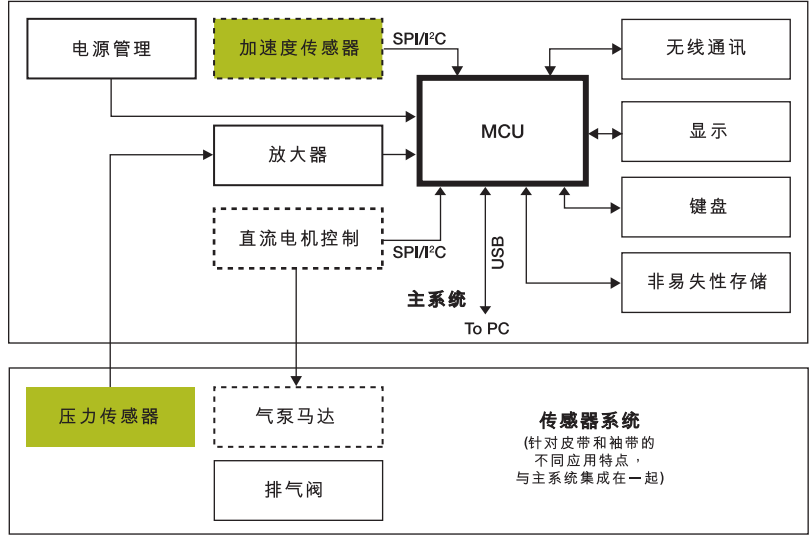 电源管理
加速度传感器
SPI/I²C
无线通讯
MCU
显示
放大器
键盘
直流电机控制
SPI/I²C
USB
非易失性存储
主系统
To PC
压力传感器
气泵马达
传感器系统
(针对皮带和袖带的
不同应用特点，
与主系统集成在一起)
排气阀